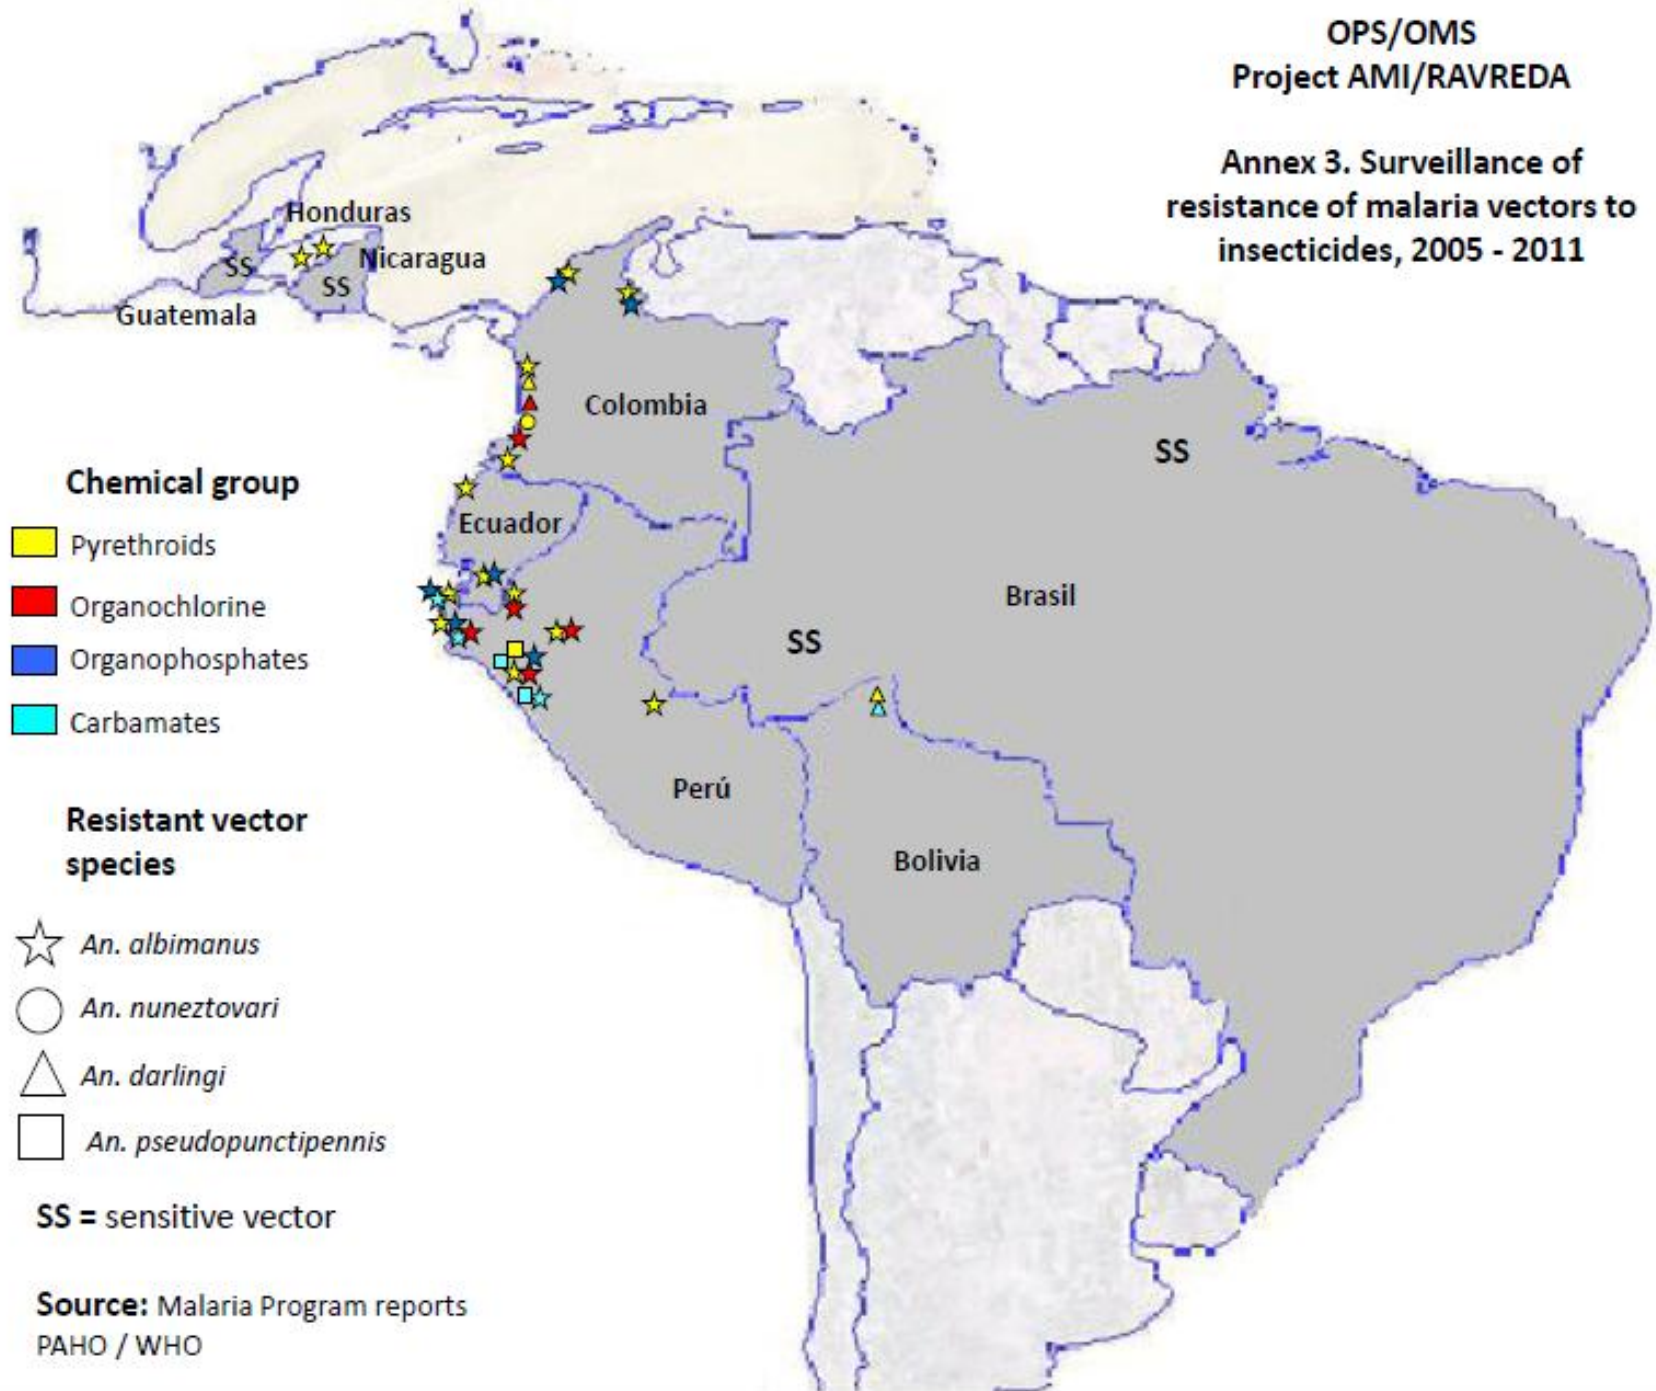 OPS/OMS
Project AMI/RAVREDA
Annex 3. Surveillance of
resistance of malaria vectors to
insecticides, 2005 - 2011
Honduras
SS
Nicaragua
SS
Guatemala
Colombia
SS
Ecuador
Brasil
SS
Perú
Bolivia
Chemical group
Pyrethroids
Organochlorine
Organophosphates
Carbamates
Resistant vector
species
An. albimanus
An. nuneztovari
An. darlingi
An. pseudopunctipennis
SS = sensitive vector
Source: Malaria Program reports
PAHO / WHO